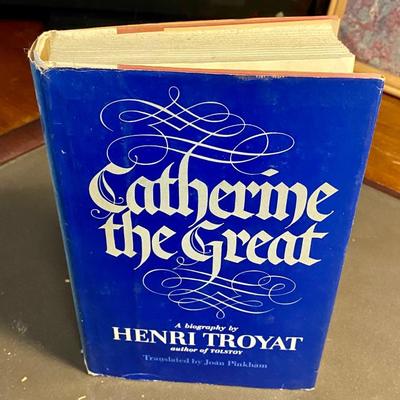 Catherine
the Great
A biography by
HENRI TROYAT
author of TOLSTOY
Translated by Joan Pinkham